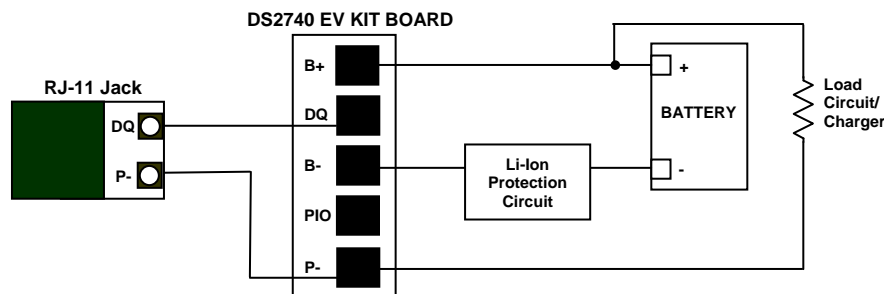 DS2740 EV KIT BOARD
RJ-11 Jack
DQ
P-
B+
DQ
B-
PIO
P-
Li-Ion
Protection
Circuit
+
BATTERY
-
Load
Circuit/
Charger